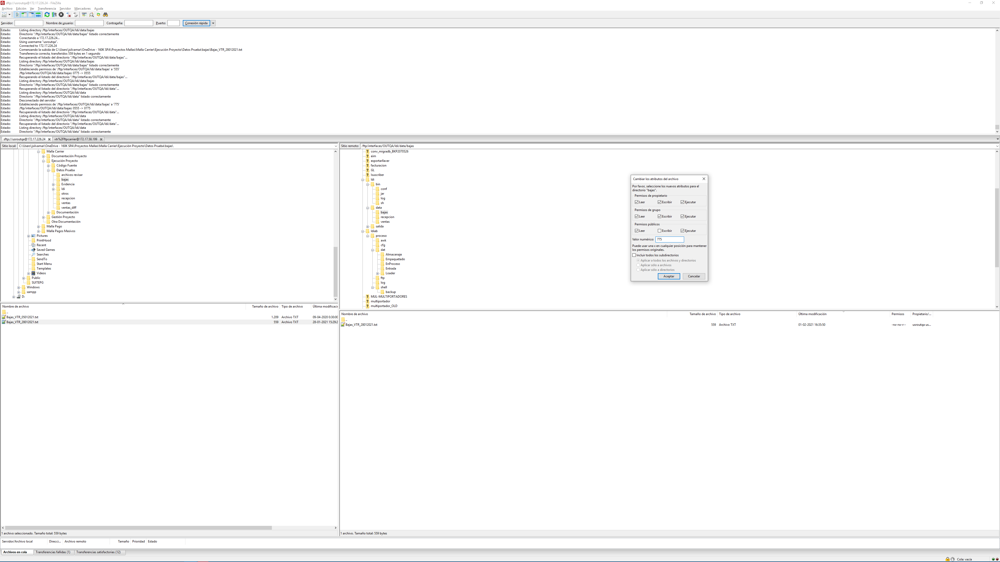 sftp://usroutqa@172.17.226.24 - FileZilla
Archivo Edición Ver Transferencia Servidor Marcadores Ayuda
Servidor: Nombre de usuario: Contraseña: Puerto: Conexión rápida
Estado: Listing directory /ftp/interfaces/OUTQA/ldi/data/bajas
Estado: Directorio "/ftp/interfaces/OUTQA/ldi/data/bajas" listado correctamente
Estado: Conectando a 172.17.226.24...
Estado: Using username "usroutqa".
Estado: Connected to 172.17.226.24
Estado: Comenzando la subida de C:\Users\jsilvamar\OneDrive - 160K SPA\Proyectos Mallas\Malla Carrier\Ejecución Proyecto\Datos Prueba\bajas\Bajas_VTR_28012021.txt
Estado: Transferencia correcta, transferidos 559 bytes en 1 segundo
Estado: Recuperando el listado del directorio "/ftp/interfaces/OUTQA/ldi/data/bajas"...
Estado: Listing directory /ftp/interfaces/OUTQA/ldi/data/bajas
Estado: Directorio "/ftp/interfaces/OUTQA/ldi/data/bajas" listado correctamente
Estado: Estableciendo permisos de '/ftp/interfaces/OUTQA/ldi/data/bajas' a '555'
Estado: /ftp/interfaces/OUTQA/ldi/data/bajas: 0775 -> 0555
Estado: Recuperando el listado del directorio "/ftp/interfaces/OUTQA/ldi/data/bajas"...
Estado: Listing directory /ftp/interfaces/OUTQA/ldi/data/bajas
Estado: Directorio "/ftp/interfaces/OUTQA/ldi/data/bajas" listado correctamente
Estado: Recuperando el listado del directorio "/ftp/interfaces/OUTQA/ldi/data"...
Estado: Listing directory /ftp/interfaces/OUTQA/ldi/data
Estado: Directorio "/ftp/interfaces/OUTQA/ldi/data" listado correctamente
Estado: Desconectado del servidor
Estado: Estableciendo permisos de '/ftp/interfaces/OUTQA/ldi/data/bajas' a '775'
Estado: /ftp/interfaces/OUTQA/ldi/data/bajas: 0555 -> 0775
Estado: Recuperando el listado del directorio "/ftp/interfaces/OUTQA/ldi/data"...
Estado: Listing directory /ftp/interfaces/OUTQA/ldi/data
Estado: Directorio "/ftp/interfaces/OUTQA/ldi/data" listado correctamente
Estado: Recuperando el listado del directorio "/ftp/interfaces/OUTQA/ldi/data"...
Estado: Listing directory /ftp/interfaces/OUTQA/ldi/data
Estado: Directorio "/ftp/interfaces/OUTQA/ldi/data" listado correctamente
sftp://usroutqa@172.17.226.24 vtr%2Fftpcarrier@172.17.58.199
Sitio local: C:\Users\jsilvamar\OneDrive - 160K SPA\Proyectos Mallas\Malla Carrier\Ejecución Proyecto\Datos Prueba\bajas\
Malla Carrier
Documentación Proyecto
Ejecución Proyecto
Código Fuente
Datos Prueba
archivos revisar
bajas
Evidencia
ldi
otros
recepcion
ventas
ventas_diff
Documentación
Gestión Proyecto
Otra Documentación
Malla Pago
Malla Pagos Masivos
Pictures
PrintHood
Recent
Saved Games
Searches
SendTo
Start Menu
Templates
Videos
Public
SUITEPG
Windows
xampp
D:
Nombre de archivo Tamaño de archivo Tipo de archivo Última modificaci
..
Bajas_VTR_05012021.txt 1.209 Archivo TXT 09-04-2020 0:30:00
Bajas_VTR_28012021.txt 559 Archivo TXT 28-01-2021 15:29:2
1 archivo seleccionado. Tamaño total: 559 bytes
Sitio remoto: /ftp/interfaces/OUTQA/ldi/data/bajas
conv_migradb_BKP2070526
eim
exportarllaver
facturacion
GL
lsuscriber
ldi
bin
conf
jar
log
sh
data
bajas
recepcion
ventas
salida
ldiab
proceso
awk
cfg
dat
Almacenaje
Empaquetado
EnProceso
Entrada
Loader
ftp
log
shell
backup
MUL-MULTIPORTADORES
multiportador
multiportador_OLD
Nombre de archivo Tamaño de archivo Tipo de archivo Última modificación Permisos Propietario/...
..
Bajas_VTR_28012021.txt 559 Archivo TXT 01-02-2021 16:35:50 -rw-rw-r-- usroutqa us...
1 archivo. Tamaño total: 559 bytes
Cambiar los atributos del archivo
Por favor, seleccione los nuevos atributos para el
directorio "bajas".
Permisos de propietario
Leer Escribir Ejecutar
Permisos de grupo
Leer Escribir Ejecutar
Permisos públicos
Leer Escribir Ejecutar
Valor numérico: 775
Puede usar una x en cualquier posición para mantener
los permisos originales.
Incluir todos los subdirectorios
Aplicar a todos los archivos y directorios
Aplicar sólo a archivos
Aplicar sólo a directorios
Aceptar Cancelar
Servidor/Archivo local Direcci... Archivo remoto Tamaño Prioridad Estado
Archivos en cola Transferencias fallidas (1) Transferencias satisfactorias (12)
Cola: vacía